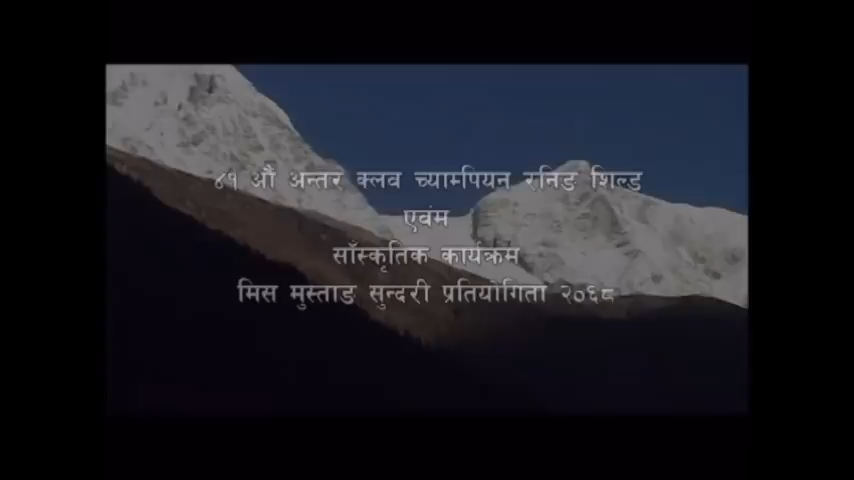 ४१ औं अन्तर क्लव च्याम्पियन रनिङ शिल्ड
एवंम
साँस्कृतिक कार्यक्रम
मिस मुस्ताङ सुन्दरी प्रतियोगिता २०६८